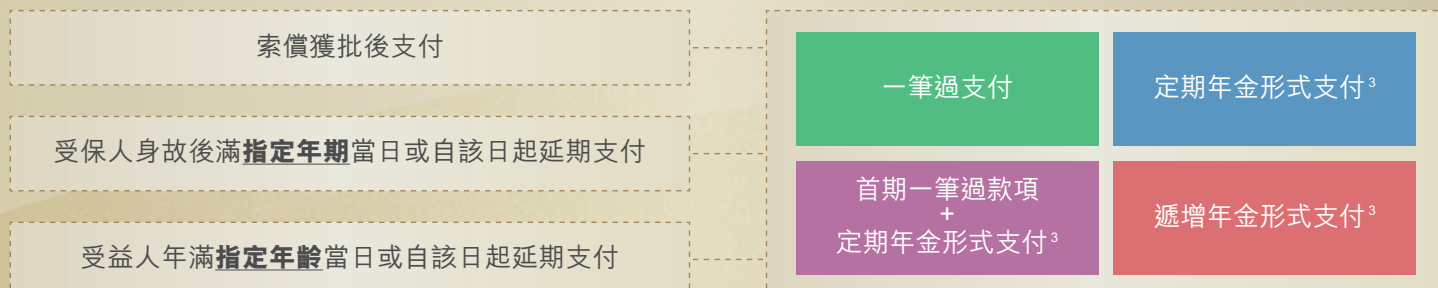 索償獲批後支付
受保人身故後滿指定年期當日或自該日起延期支付
受益人年滿指定年齡當日或自該日起延期支付
一筆過支付
定期年金形式支付3
首期一筆過款項
+
定期年金形式支付3
遞增年金形式支付3